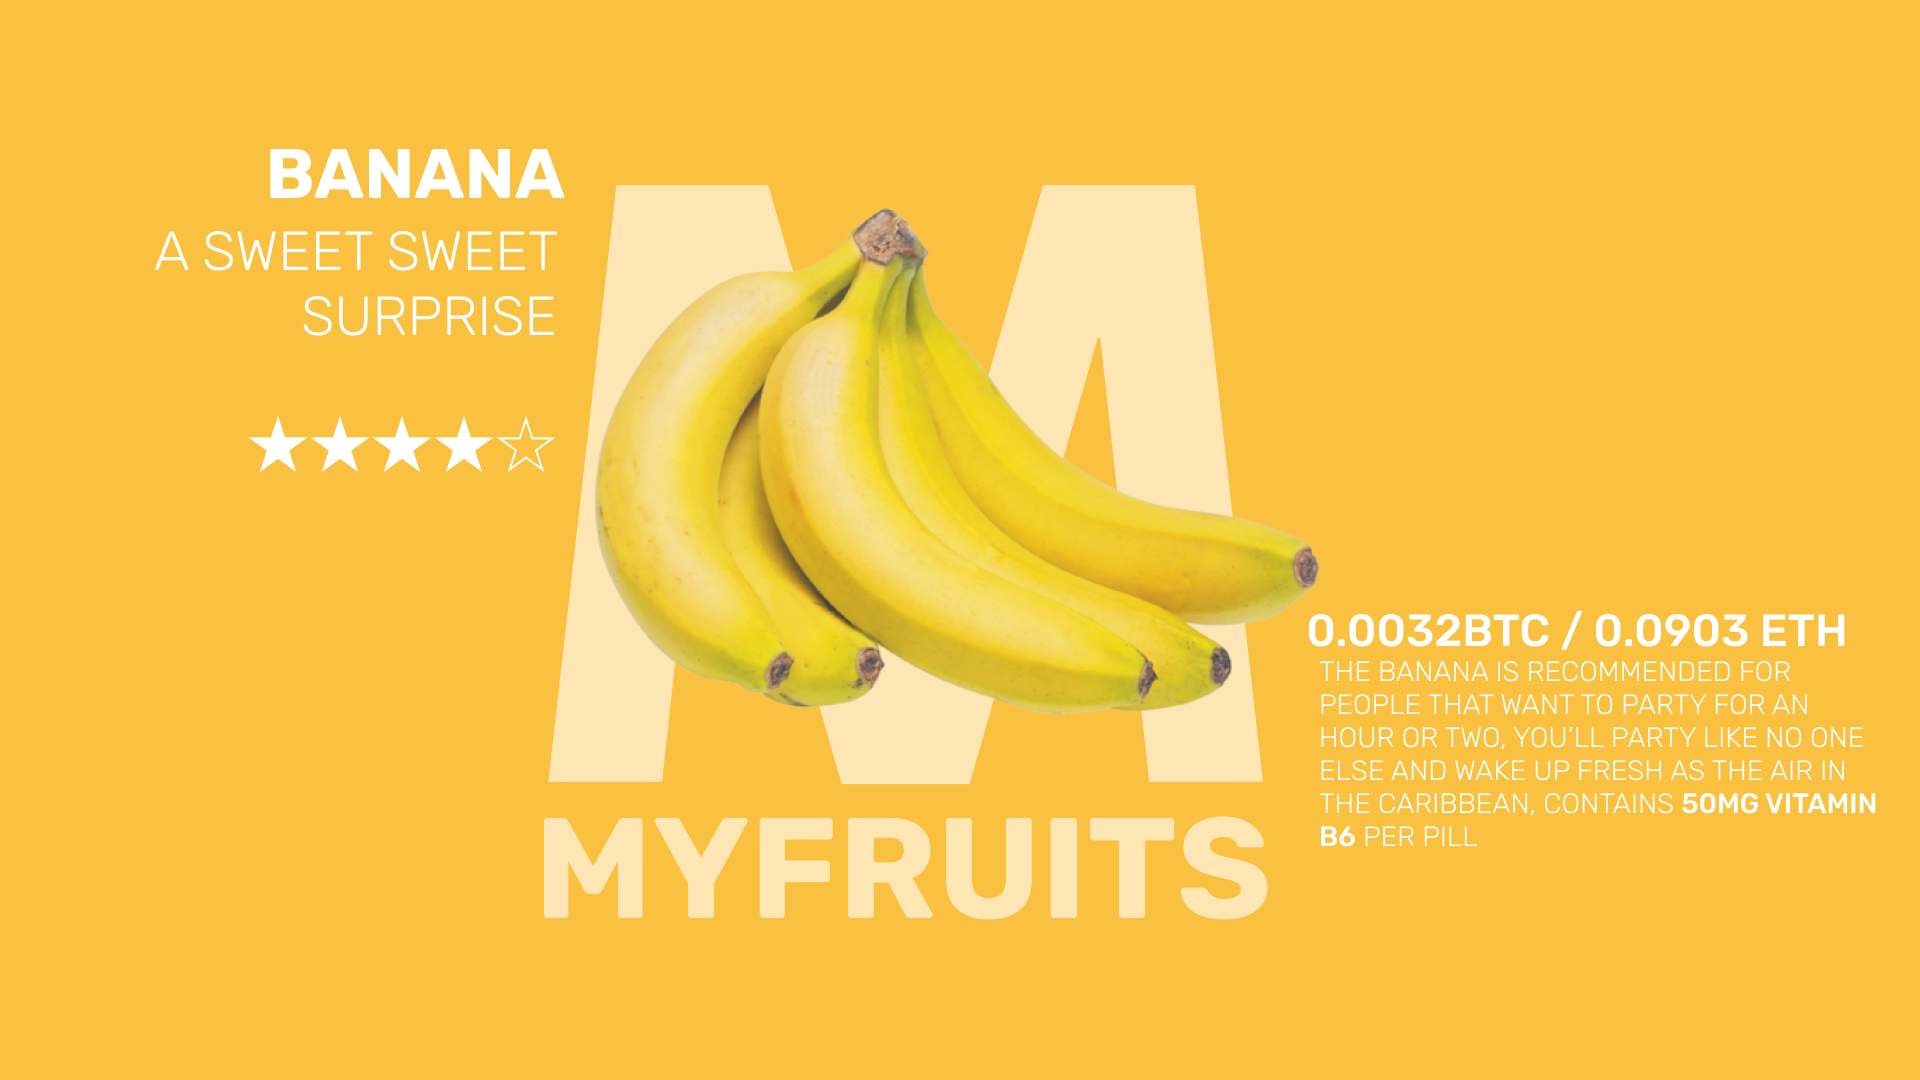 BANANA
A SWEET SWEET
SURPRISE
M
0.0032BTC / 0.0903 ETH
THE BANANA IS RECOMMENDED FOR
PEOPLE THAT WANT TO PARTY FOR AN
HOUR OR TWO, YOU'LL PARTY LIKE NO ONE
ELSE AND WAKE UP FRESH AS THE AIR IN
THE CARIBBEAN, CONTAINS 50MG VITAMIN
B6 PER PILL
MYFRUITS